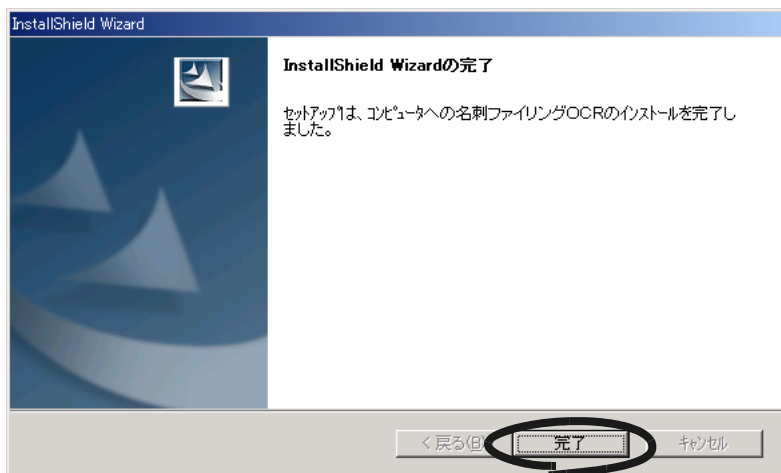 InstallShield Wizard
InstallShield Wizardの完了
ｾｯﾄｱｯﾌﾟは、ｺﾝﾋﾟｭｰﾀへの名刺ファイリングOCRのｲﾝｽﾄｰﾙを完了し
ました。
< 戻る(B) 完了 ｷｬﾝｾﾙ